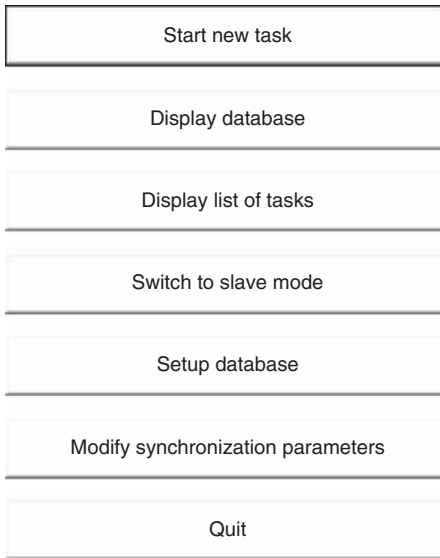 Start new task
Display database
Display list of tasks
Switch to slave mode
Setup database
Modify synchronization parameters
Quit